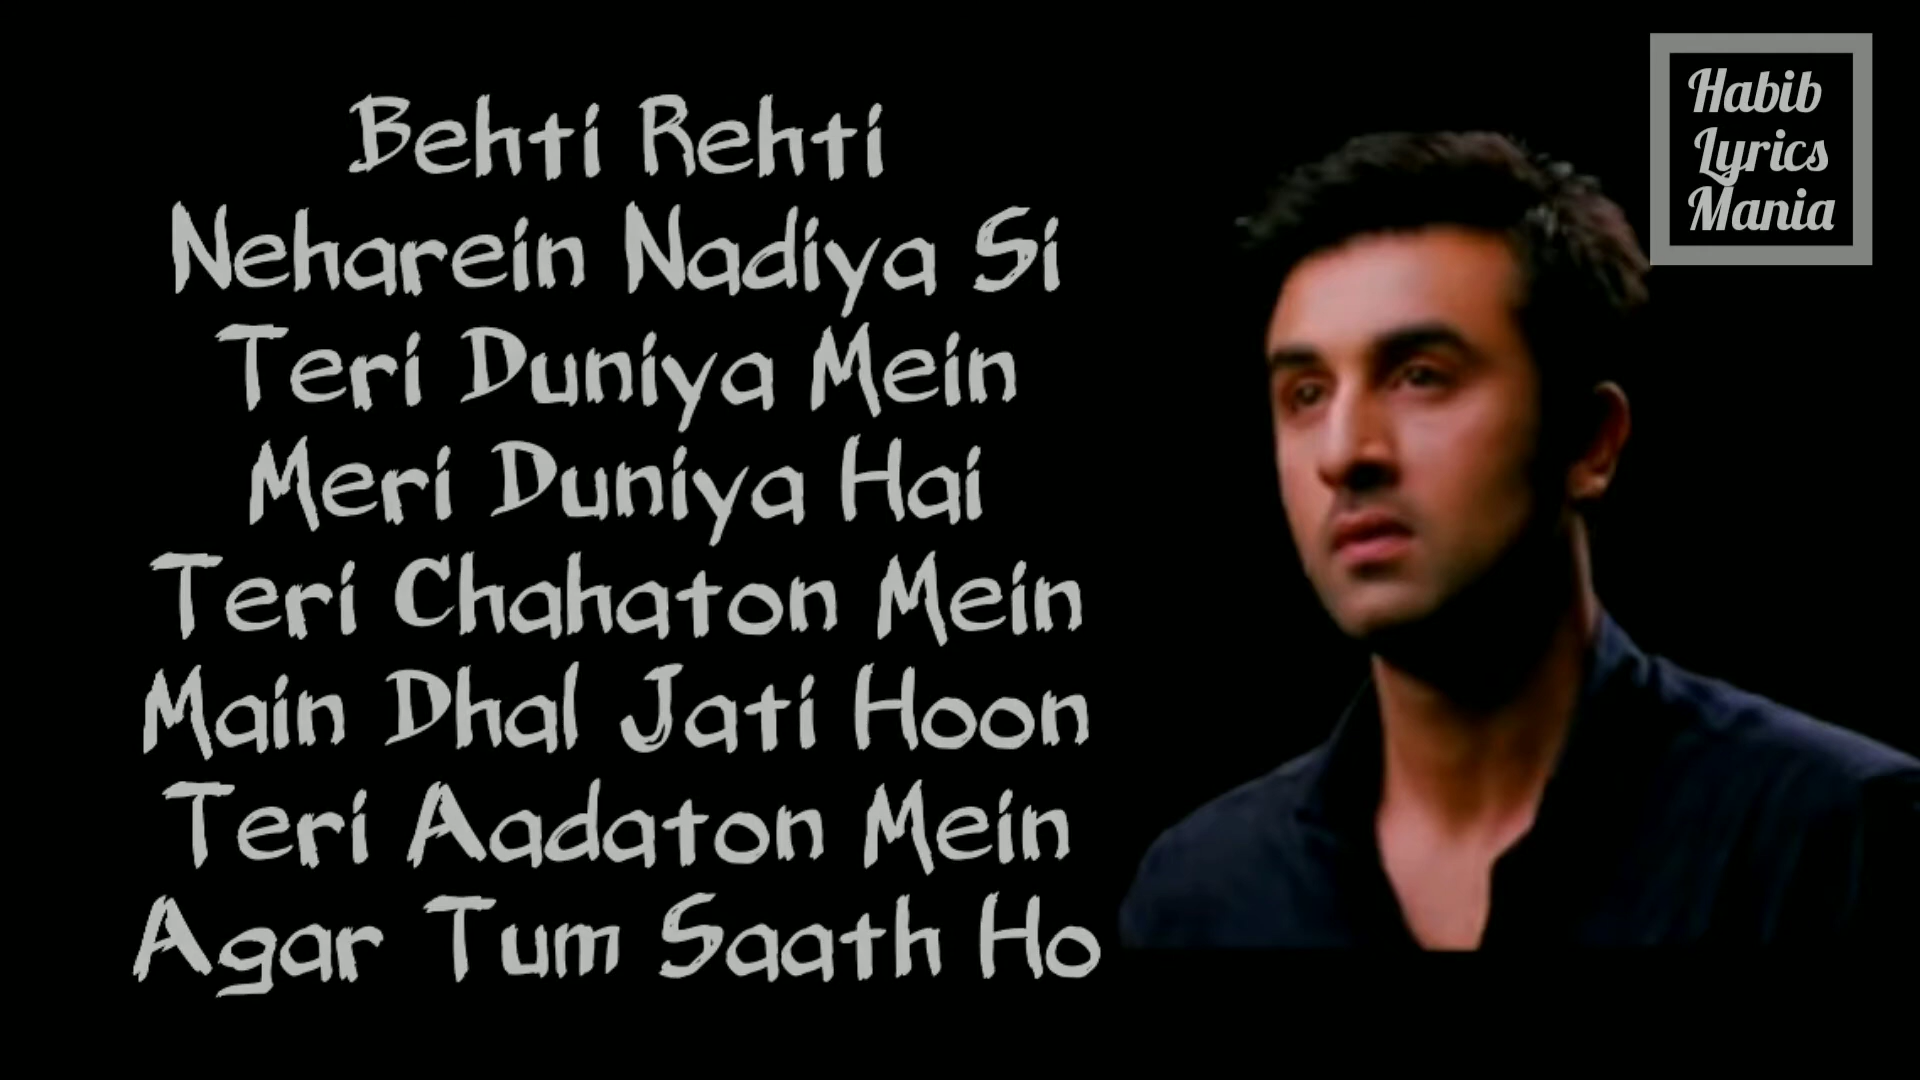 Behti Rehti
Neharein Nadiya Si
Teri Duniya Mein
Meri Duniya Hai
Teri Chahaton Mein
Main Dhal Jati Hoon
Teri Aadaton Mein
Agar Tum Saath Ho
Habib
Lyrics
Mania